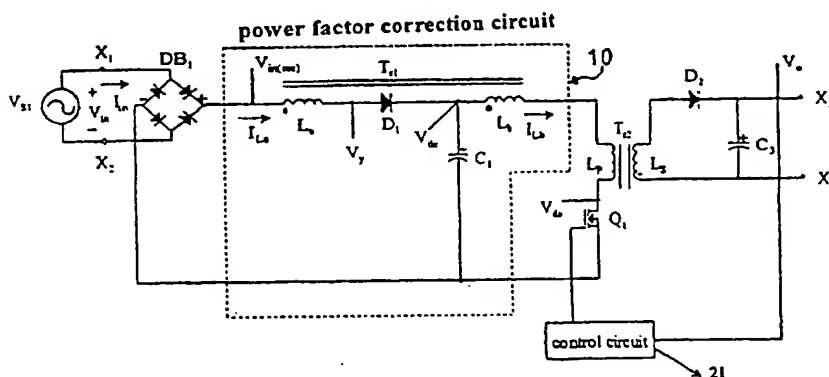 power factor correction circuit
X1
DB1
Vin(rec)
Tr1
10
D2
Vo
VS1
+
Vin
-
Iin
+
D1
X
ILa
La
Vdc
Lb
ILb
Tr2
+
C3
Vy
C1
LP
LS
X2
X
Vds
Q1
control circuit
21